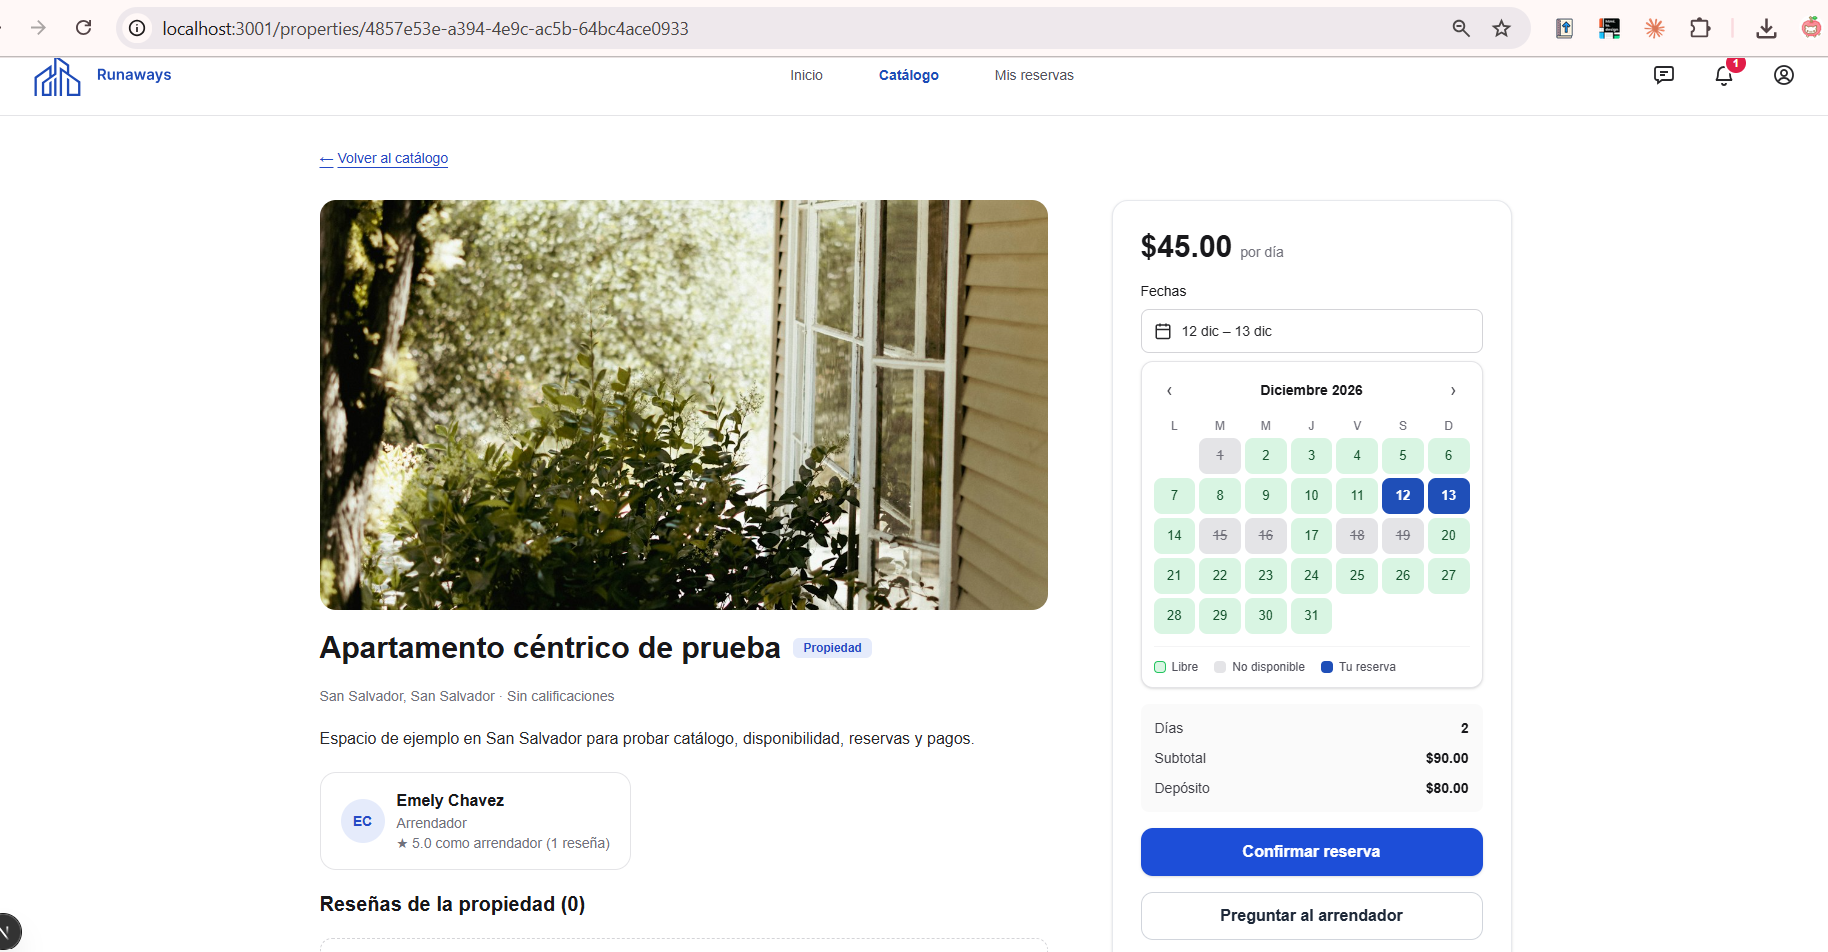 localhost:3001/properties/4857e53e-a394-4e9c-ac5b-64bc4ace0933
Runaways
Inicio
Catálogo
Mis reservas
1
← Volver al catálogo
Apartamento céntrico de prueba
Propiedad
San Salvador, San Salvador · Sin calificaciones
Espacio de ejemplo en San Salvador para probar catálogo, disponibilidad, reservas y pagos.
EC
Emely Chavez
Arrendador
★ 5.0 como arrendador (1 reseña)
Reseñas de la propiedad (0)
$45.00 por día
Fechas
12 dic – 13 dic
‹ Diciembre 2026 ›
L M M J V S D
1 2 3 4 5 6
7 8 9 10 11 12 13
14 15 16 17 18 19 20
21 22 23 24 25 26 27
28 29 30 31
Libre No disponible Tu reserva
Días 2
Subtotal $90.00
Depósito $80.00
Confirmar reserva
Preguntar al arrendador